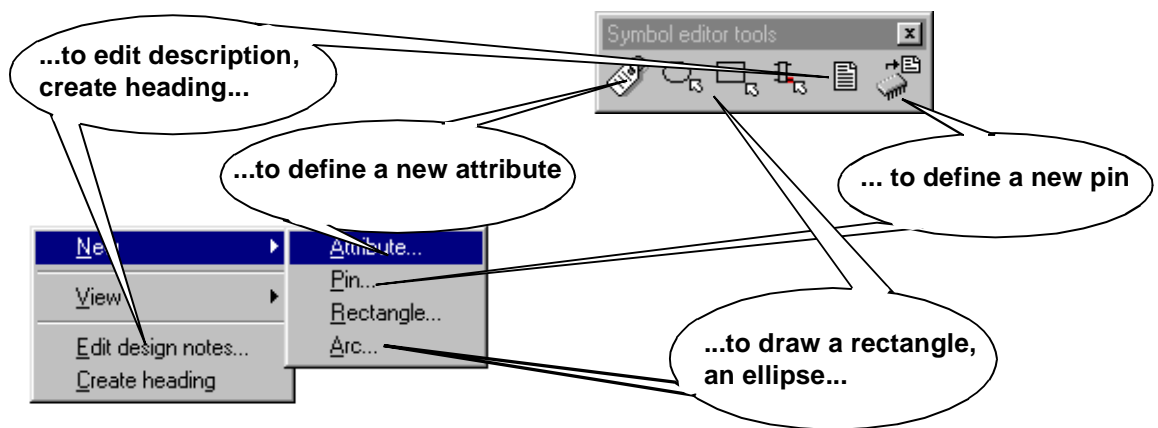 ...to edit description,
create heading...
Symbol editor tools
...to define a new attribute
... to define a new pin
New
View
Edit design notes...
Create heading
Attribute...
Pin...
Rectangle...
Arc...
...to draw a rectangle,
an ellipse...